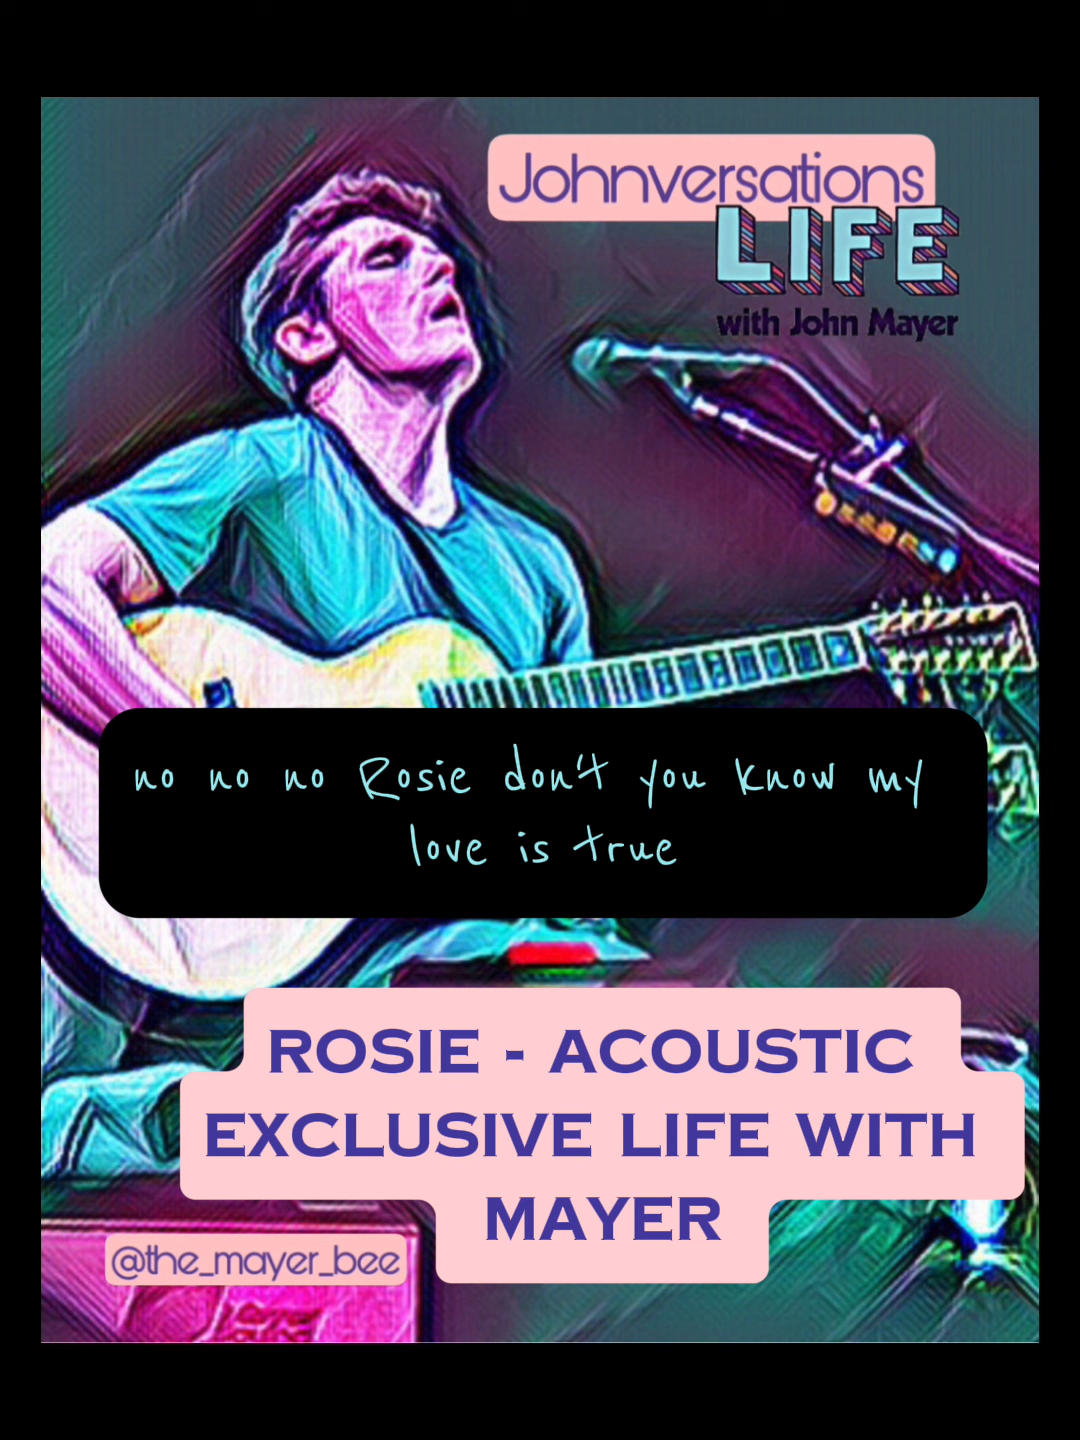 Johnversations
LIFE
with John Mayer
no no no Rosie don't you know my
love is true
ROSIE - ACOUSTIC
EXCLUSIVE LIFE WITH
MAYER
@the_mayer_bee